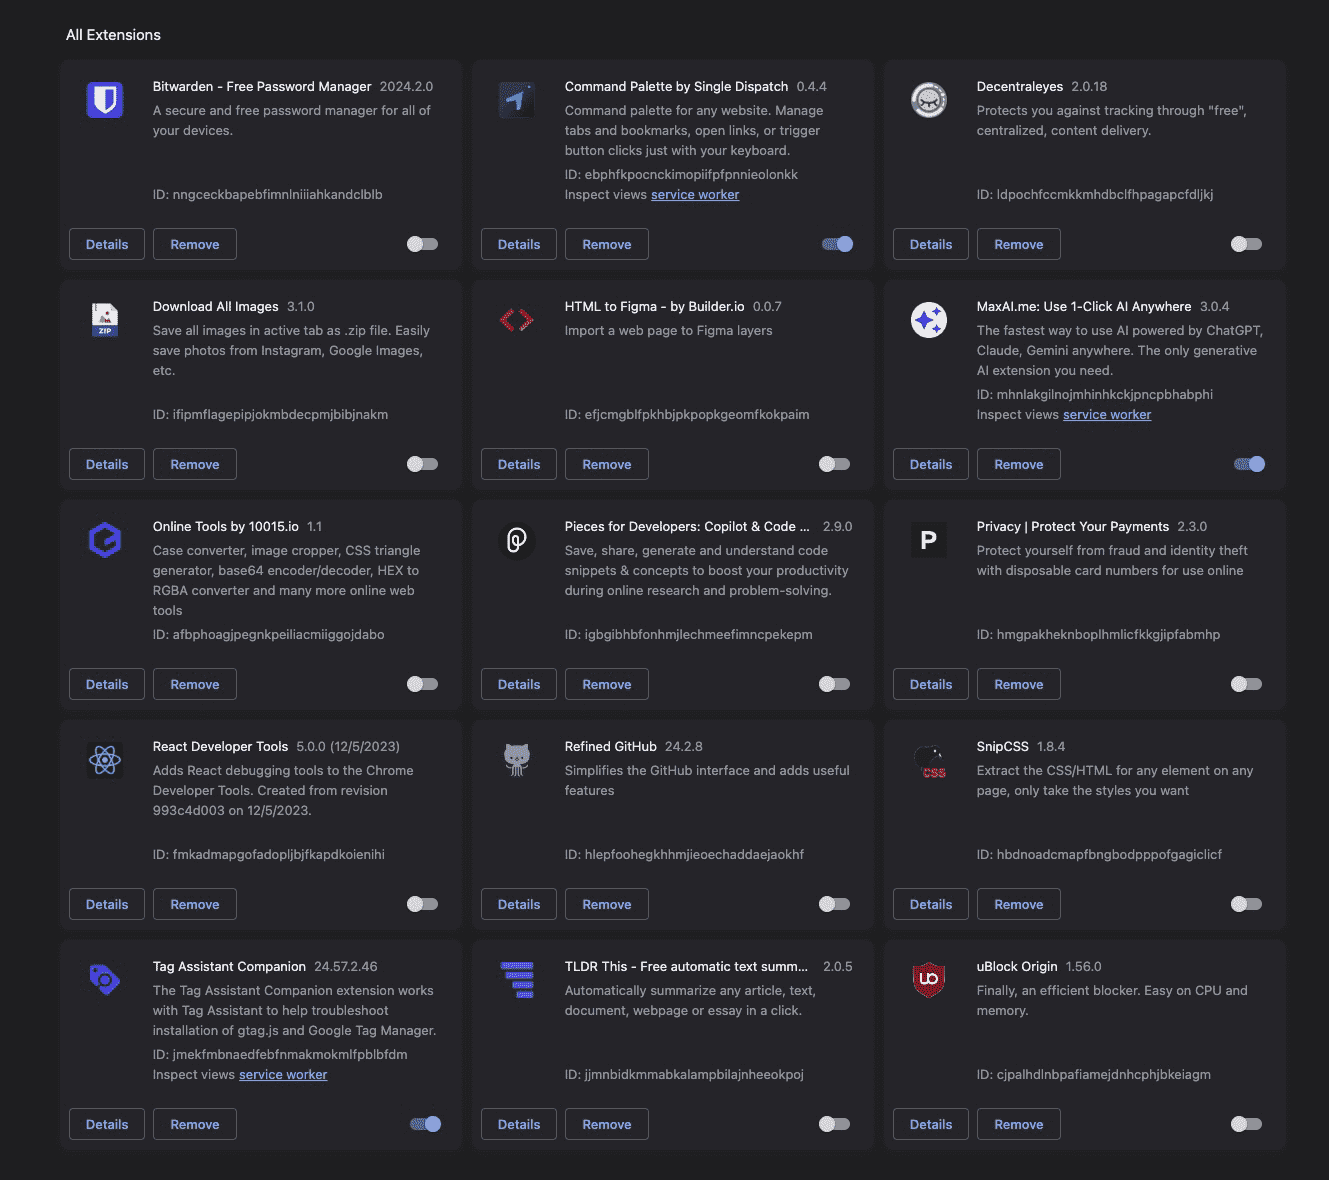 All Extensions
Bitwarden - Free Password Manager 2024.2.0
A secure and free password manager for all of
your devices.
ID: nngceckbapebfimnlniiiahkandclblb
Details
Remove
Command Palette by Single Dispatch 0.4.4
Command palette for any website. Manage
tabs and bookmarks, open links, or trigger
button clicks just with your keyboard.
ID: ebphfkpocnckimopiifpfpnnieolonkk
Inspect views service worker
Details
Remove
Decentraleyes 2.0.18
Protects you against tracking through "free",
centralized, content delivery.
ID: ldpochfccmkkmhdbclfhpagapcfdljkj
Details
Remove
ZIP
Download All Images 3.1.0
Save all images in active tab as .zip file. Easily
save photos from Instagram, Google Images,
etc.
ID: ifipmflagepipjokmbdecpmjbibjnakm
Details
Remove
HTML to Figma - by Builder.io 0.0.7
Import a web page to Figma layers
ID: efjcmgblfpkhbjpkpopkgeomfkokpaim
Details
Remove
MaxAI.me: Use 1-Click AI Anywhere 3.0.4
The fastest way to use AI powered by ChatGPT,
Claude, Gemini anywhere. The only generative
AI extension you need.
ID: mhnlakgilnojmhinhkckjpncpbhabphi
Inspect views service worker
Details
Remove
Online Tools by 10015.io 1.1
Case converter, image cropper, CSS triangle
generator, base64 encoder/decoder, HEX to
RGBA converter and many more online web
tools
ID: afbphoagjpegnkpeiliacmiiggojdabo
Details
Remove
Pieces for Developers: Copilot & Code ... 2.9.0
Save, share, generate and understand code
snippets & concepts to boost your productivity
during online research and problem-solving.
ID: igbgibhbfonhmjlechmeefimncpekepm
Details
Remove
P
Privacy | Protect Your Payments 2.3.0
Protect yourself from fraud and identity theft
with disposable card numbers for use online
ID: hmgpakheknboplhmlicfkkgjipfabmhp
Details
Remove
React Developer Tools 5.0.0 (12/5/2023)
Adds React debugging tools to the Chrome
Developer Tools. Created from revision
993c4d003 on 12/5/2023.
ID: fmkadmapgofadopljbjfkapdkoienihi
Details
Remove
Refined GitHub 24.2.8
Simplifies the GitHub interface and adds useful
features
ID: hlepfoohegkhhmjieoechaddaejaokhf
Details
Remove
CSS
SnipCSS 1.8.4
Extract the CSS/HTML for any element on any
page, only take the styles you want
ID: hbdnoadcmapfbngbodpppofgagiclicf
Details
Remove
Tag Assistant Companion 24.57.2.46
The Tag Assistant Companion extension works
with Tag Assistant to help troubleshoot
installation of gtag.js and Google Tag Manager.
ID: jmekfmbnaedfebfnmakmokmlfpblbfdm
Inspect views service worker
Details
Remove
TLDR This - Free automatic text summ... 2.0.5
Automatically summarize any article, text,
document, webpage or essay in a click.
ID: jjmnbidkmmabkalampbilajnheeokpoj
Details
Remove
uo
uBlock Origin 1.56.0
Finally, an efficient blocker. Easy on CPU and
memory.
ID: cjpalhdlnbpafiamejdnhcphjbkeiagm
Details
Remove